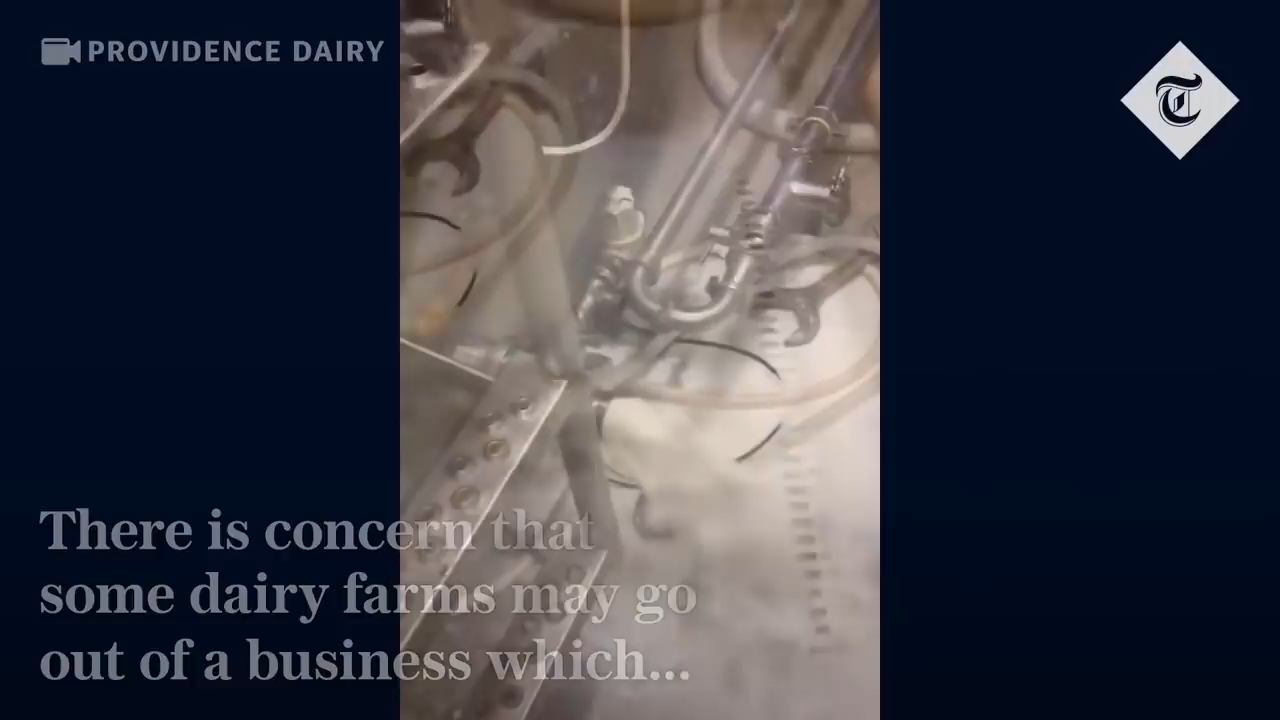 PROVIDENCE DAIRY
T
There is concern that
some dairy farms may go
out of a business which...